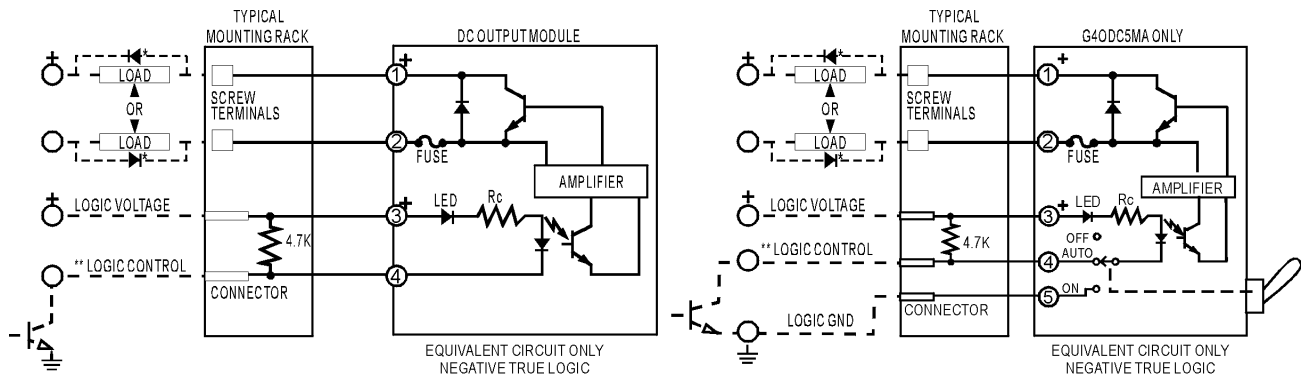 TYPICAL
MOUNTING RACK
DC OUTPUT MODULE
+
*
LOAD
OR
LOAD
*
SCREW
TERMINALS
1
+
2
FUSE
AMPLIFIER
+
LOGIC VOLTAGE
4.7K
3
+
LED
Rc
** LOGIC CONTROL
4
CONNECTOR
EQUIVALENT CIRCUIT ONLY
NEGATIVE TRUE LOGIC
TYPICAL
MOUNTING RACK
G4ODC5MA ONLY
+
*
LOAD
OR
LOAD
*
SCREW
TERMINALS
1
+
2
FUSE
AMPLIFIER
+
LOGIC VOLTAGE
4.7K
3
+
LED
Rc
OFF
** LOGIC CONTROL
4
AUTO
5
ON
CONNECTOR
LOGIC GND
EQUIVALENT CIRCUIT ONLY
NEGATIVE TRUE LOGIC